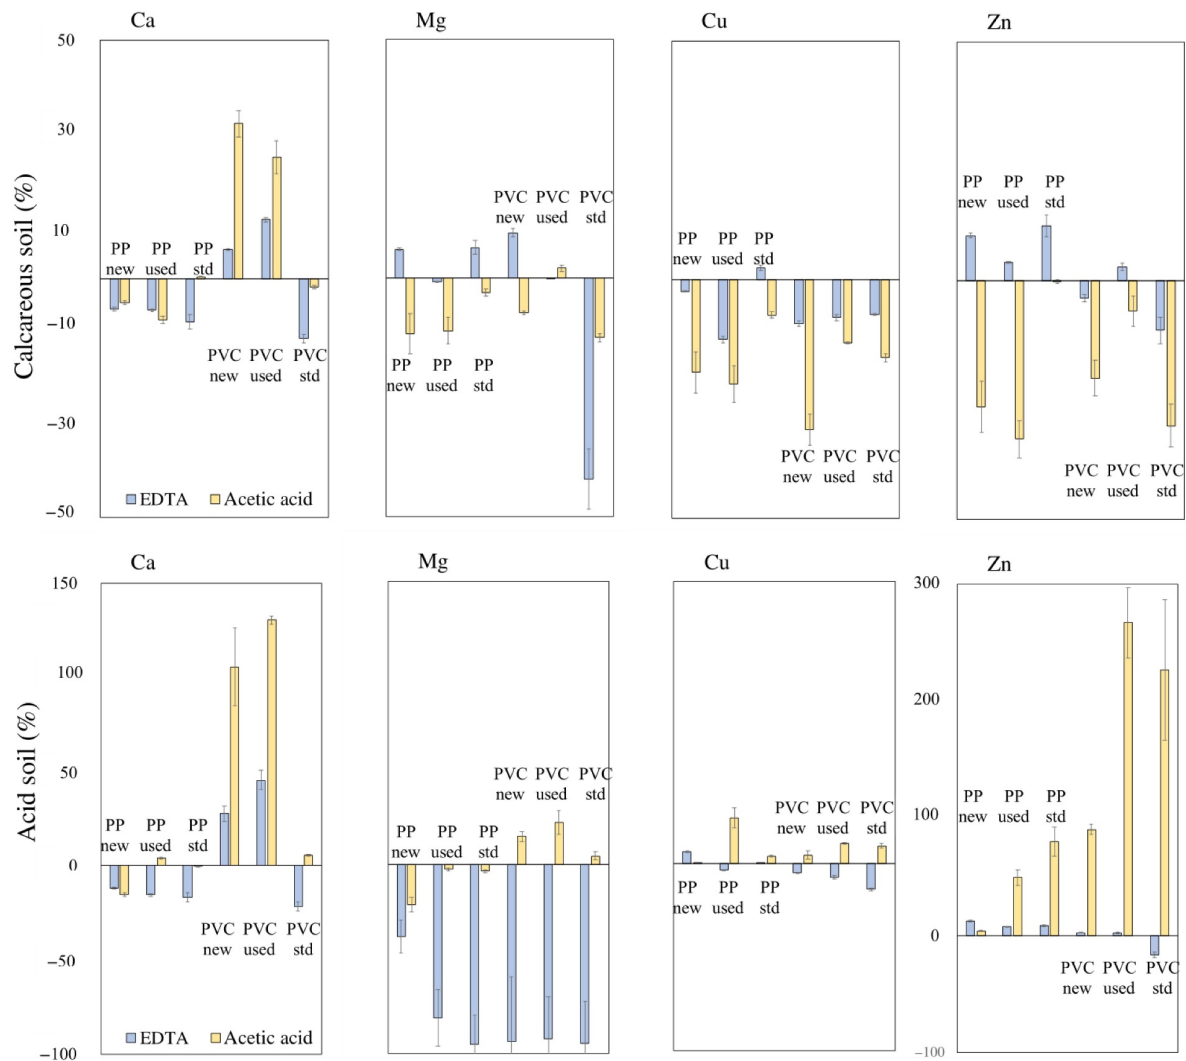 Ca
Mg
Cu
Zn
Calcareous soil (%)
50
30
10
−10
−30
−50
PP new
PP used
PP std
PVC new
PVC used
PVC std
EDTA
Acetic acid
PVC new
PVC used
PVC std
PP new
PP used
PP std
PP new
PP used
PP std
PVC new
PVC used
PVC std
PP new
PP used
PP std
PVC new
PVC used
PVC std
Ca
Mg
Cu
Zn
Acid soil (%)
150
100
50
0
−50
−100
PP new
PP used
PP std
PVC new
PVC used
PVC std
EDTA
Acetic acid
PP new
PP used
PP std
PVC new
PVC used
PVC std
PVC new
PVC used
PVC std
PP new
PP used
PP std
300
200
100
0
−100
PP new
PP used
PP std
PVC new
PVC used
PVC std